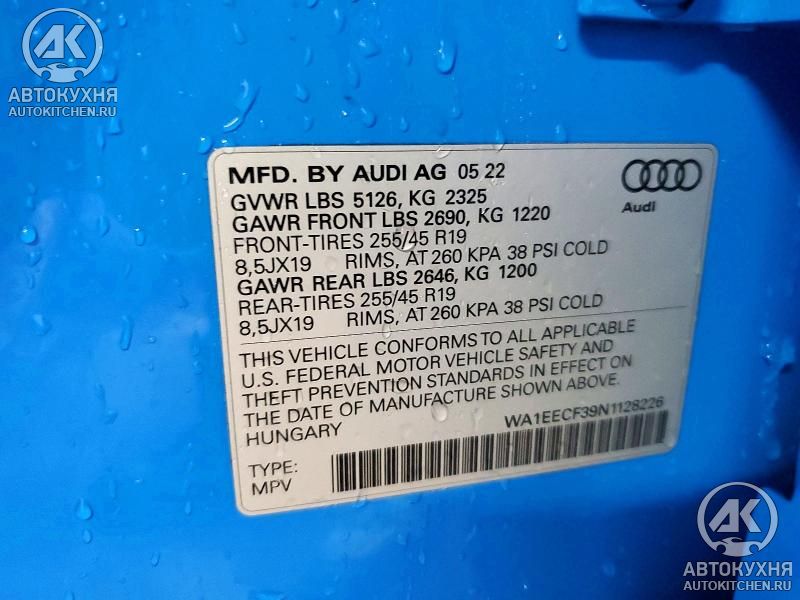 АК
АВТОКУХНЯ
AUTOKITCHEN.RU
MFD. BY AUDI AG 05 22
GVWR LBS 5126, KG 2325
GAWR FRONT LBS 2690, KG 1220
FRONT-TIRES 255/45 R19
8,5JX19 RIMS, AT 260 KPA 38 PSI COLD
GAWR REAR LBS 2646, KG 1200
REAR-TIRES 255/45 R19
8,5JX19 RIMS, AT 260 KPA 38 PSI COLD
THIS VEHICLE CONFORMS TO ALL APPLICABLE
U.S. FEDERAL MOTOR VEHICLE SAFETY AND
THEFT PREVENTION STANDARDS IN EFFECT ON
THE DATE OF MANUFACTURE SHOWN ABOVE.
HUNGARY
WA1EECF39N1128226
TYPE:
MPV
Audi
АК
АВТОКУХНЯ
AUTOKITCHEN.RU